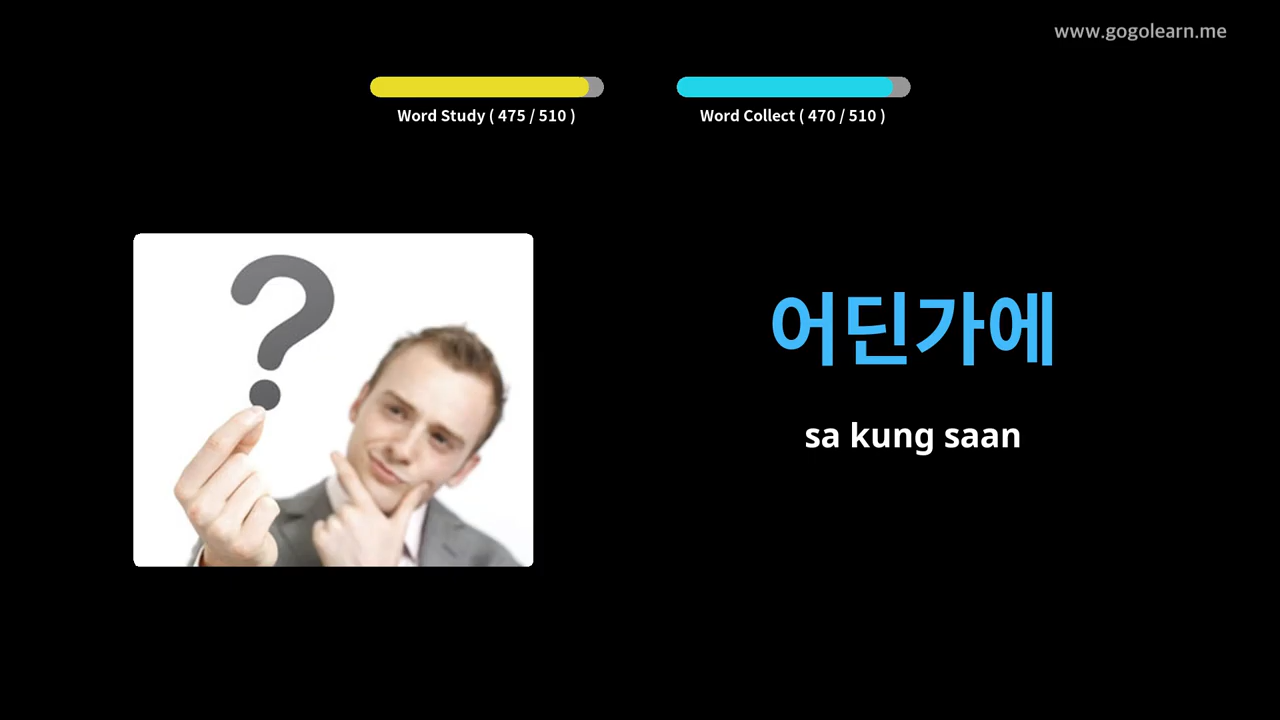 www.gogolearn.me
Word Study ( 475 / 510 )
Word Collect ( 470 / 510 )
어딘가에
sa kung saan